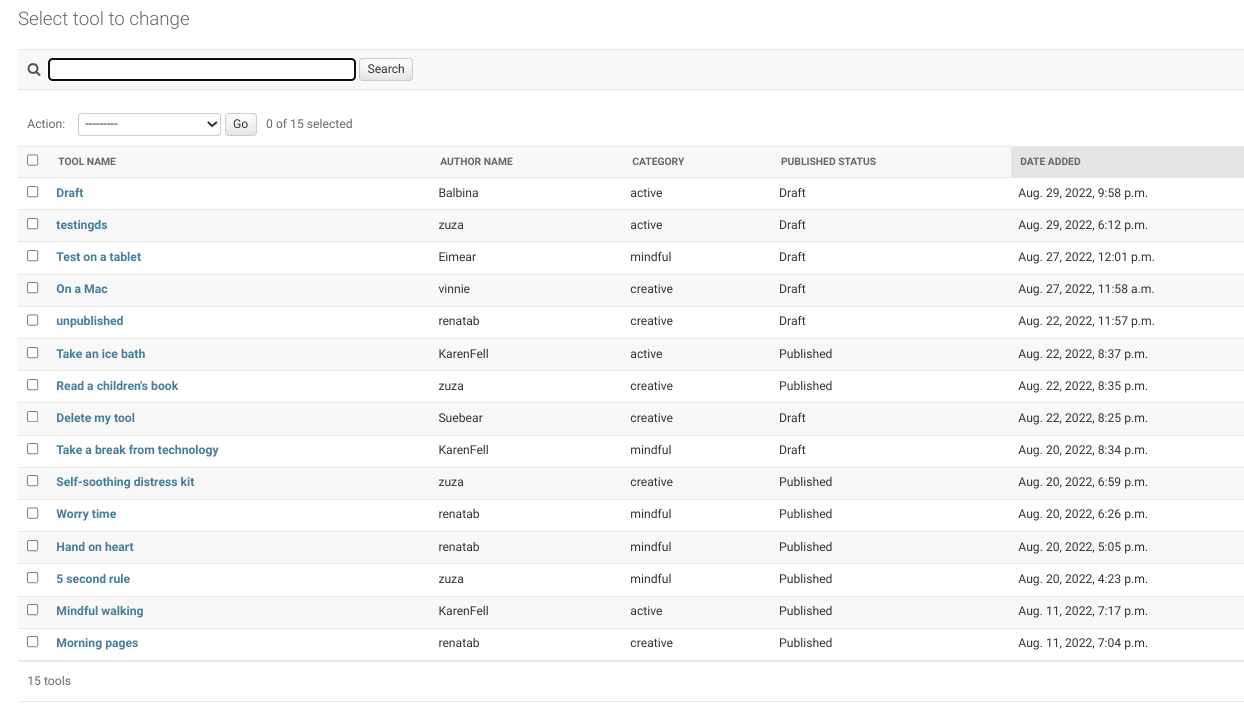 Select tool to change
Search
Action: --------- Go 0 of 15 selected
TOOL NAME AUTHOR NAME CATEGORY PUBLISHED STATUS DATE ADDED
Draft Balbina active Draft Aug. 29, 2022, 9:58 p.m.
testingds zuza active Draft Aug. 29, 2022, 6:12 p.m.
Test on a tablet Eimear mindful Draft Aug. 27, 2022, 12:01 p.m.
On a Mac vinnie creative Draft Aug. 27, 2022, 11:58 a.m.
unpublished renatab creative Draft Aug. 22, 2022, 11:57 p.m.
Take an ice bath KarenFell active Published Aug. 22, 2022, 8:37 p.m.
Read a children's book zuza creative Published Aug. 22, 2022, 8:35 p.m.
Delete my tool Suebear creative Draft Aug. 22, 2022, 8:25 p.m.
Take a break from technology KarenFell mindful Draft Aug. 20, 2022, 8:34 p.m.
Self-soothing distress kit zuza creative Published Aug. 20, 2022, 6:59 p.m.
Worry time renatab mindful Published Aug. 20, 2022, 6:26 p.m.
Hand on heart renatab mindful Published Aug. 20, 2022, 5:05 p.m.
5 second rule zuza mindful Published Aug. 20, 2022, 4:23 p.m.
Mindful walking KarenFell active Published Aug. 11, 2022, 7:17 p.m.
Morning pages renatab creative Published Aug. 11, 2022, 7:04 p.m.
15 tools